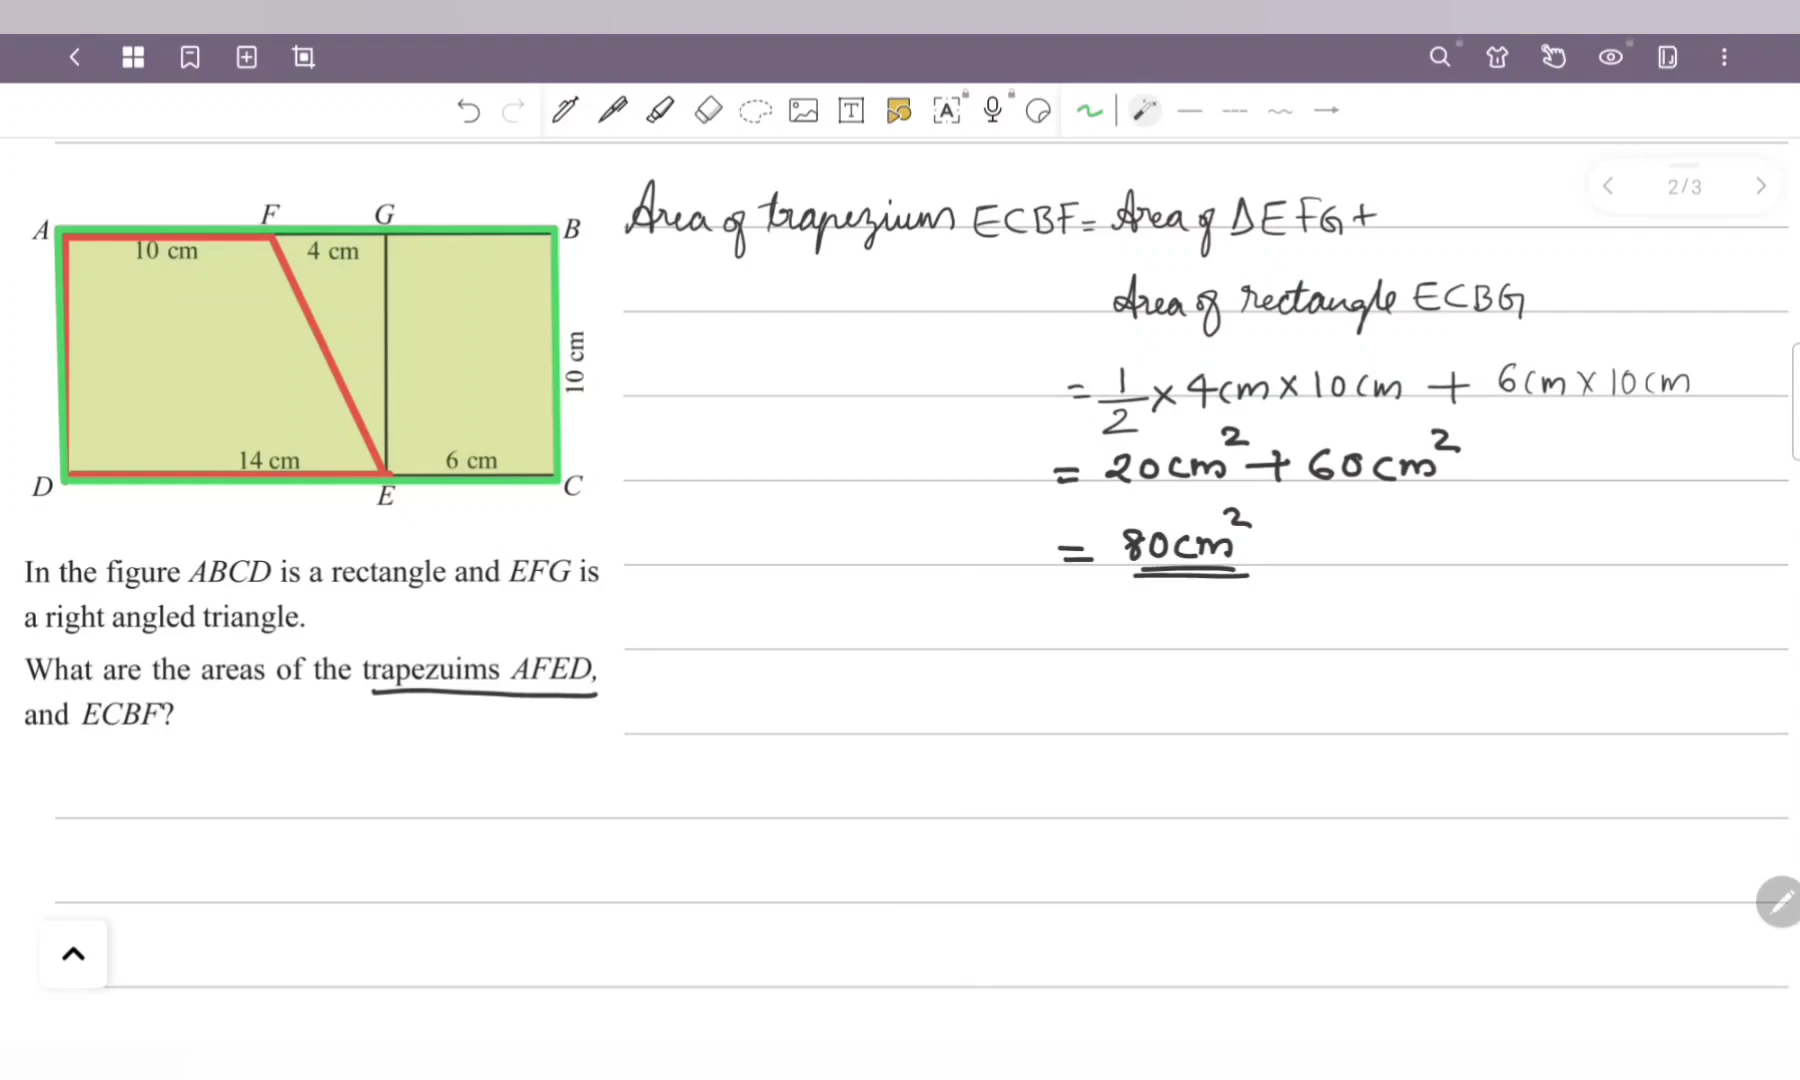 2/3
A
F
G
B
10 cm
4 cm
10 cm
14 cm
6 cm
D
E
C
In the figure ABCD is a rectangle and EFG is
a right angled triangle.
What are the areas of the trapezuims AFED,
and ECBF?
Area of trapezium ECBF = Area of ΔEFG +
Area of rectangle ECBG
= 1/2 × 4cm × 10cm + 6cm × 10cm
= 20cm² + 60cm²
= 80cm²